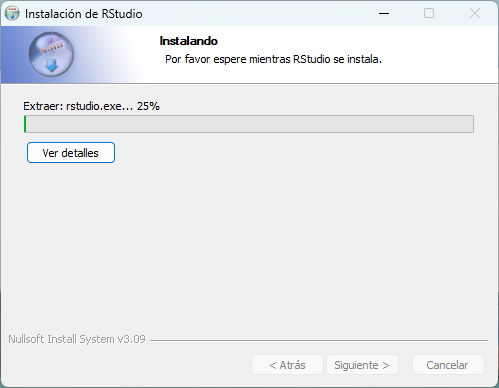 Instalación de RStudio
Instalando
Por favor espere mientras RStudio se instala.
Extraer: rstudio.exe... 25%
Ver detalles
Nullsoft Install System v3.09
< Atrás
Siguiente >
Cancelar